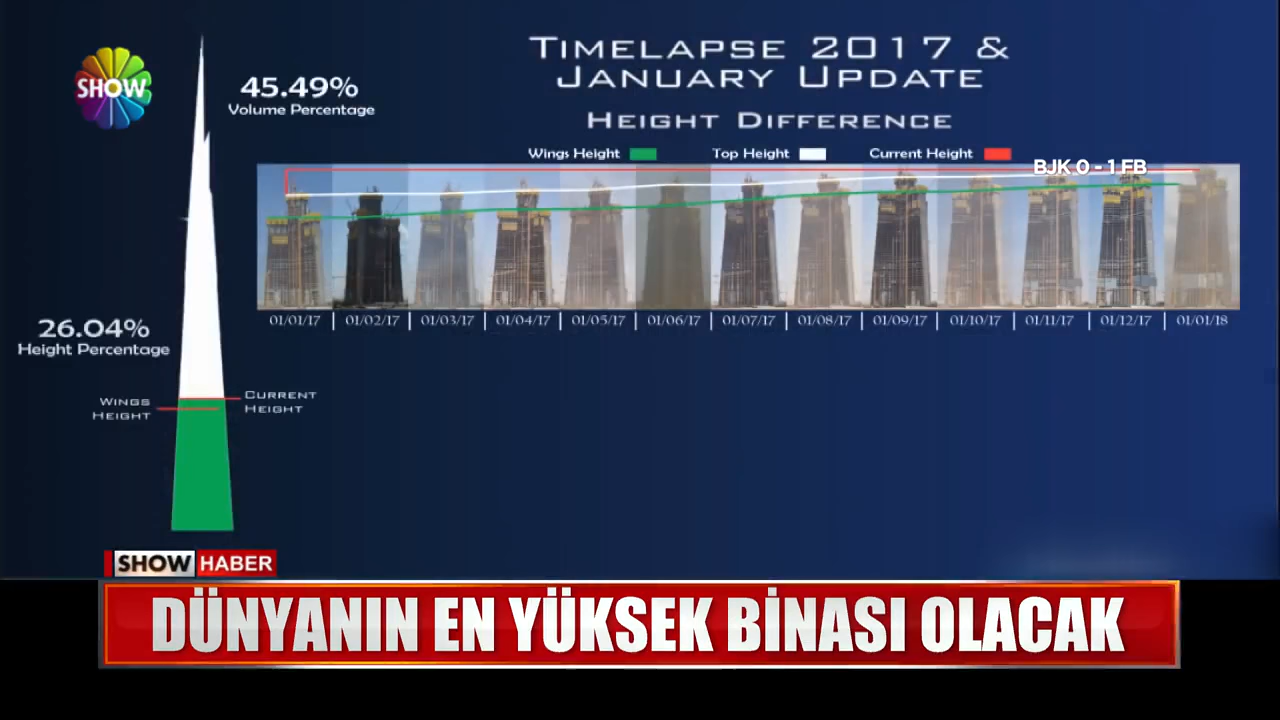 TIMELAPSE 2017 &
JANUARY UPDATE
SHOW
45.49%
Volume Percentage
HEIGHT DIFFERENCE
Wings Height
Top Height
Current Height
BJK 0 - 1 FB
01/01/17 | 01/02/17 | 01/03/17 | 01/04/17 | 01/05/17 | 01/06/17 | 01/07/17 | 01/08/17 | 01/09/17 | 01/10/17 | 01/11/17 | 01/12/17 | 01/01/18
26.04%
Height Percentage
WINGS
HEIGHT
CURRENT
HEIGHT
SHOW HABER
DÜNYANIN EN YÜKSEK BİNASI OLACAK